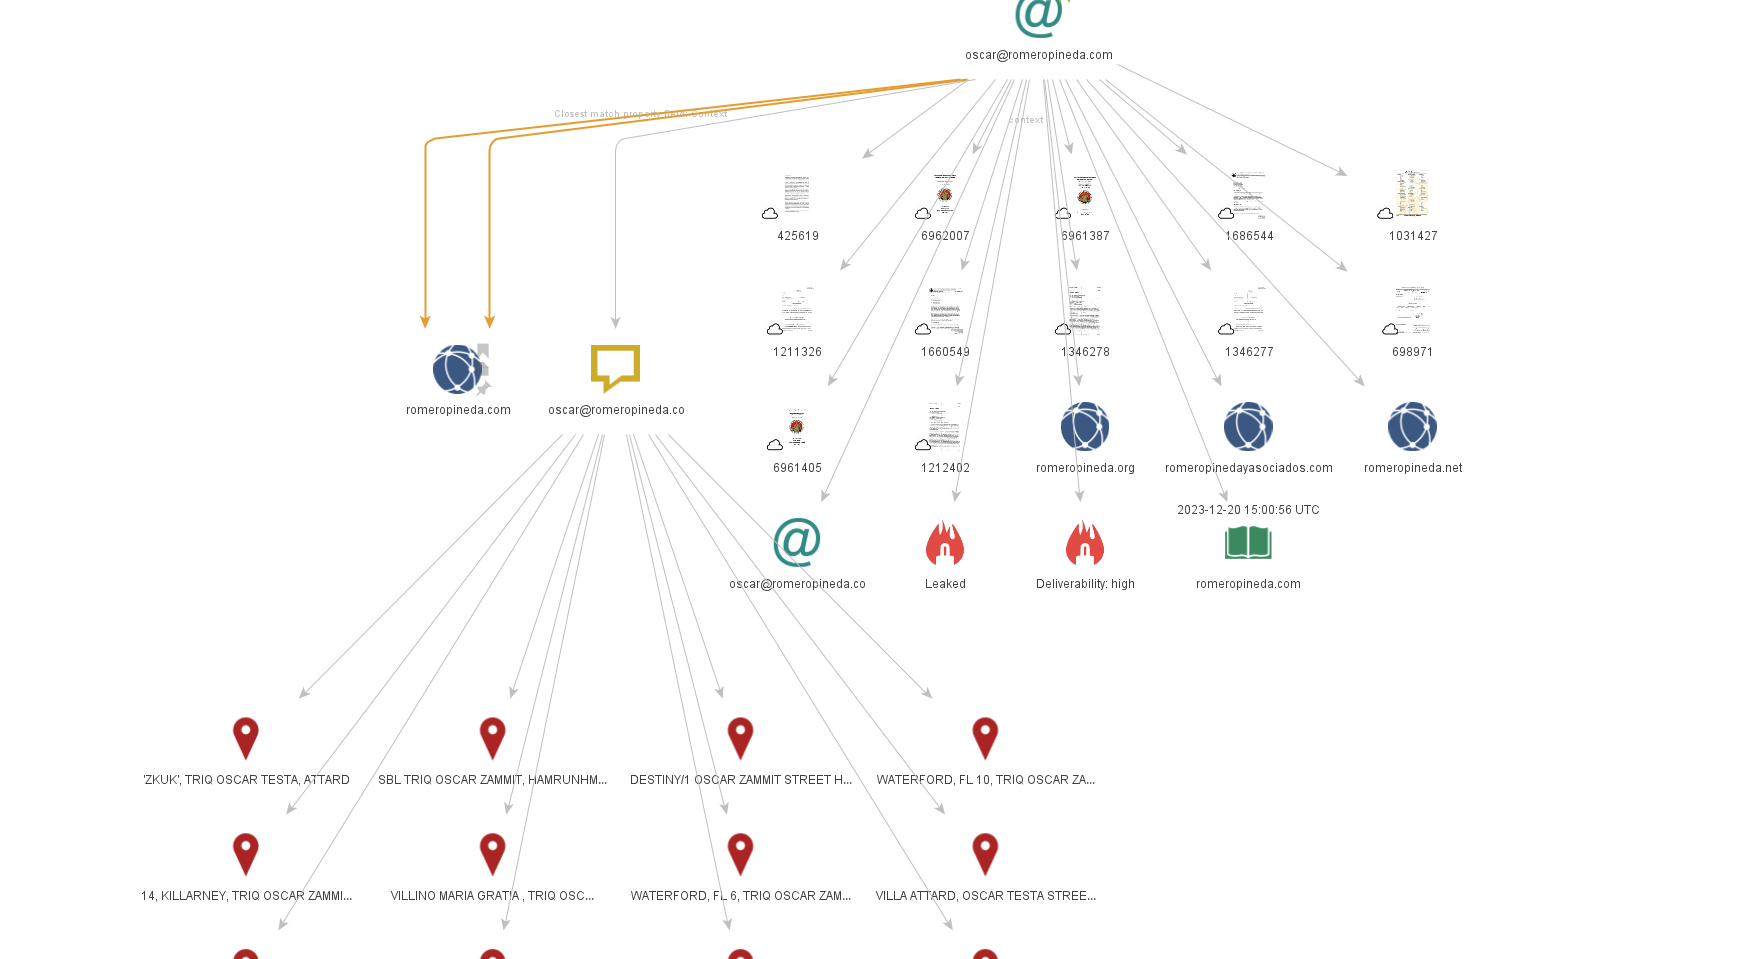 oscar@romeropineda.com
Closest match property field: Context
context
425619
6962007
6961387
1686544
1031427
1211326
1660549
1346278
1346277
698971
romeropineda.com
oscar@romeropineda.co
6961405
1212402
romeropineda.org
romeropinedayasociados.com
romeropineda.net
2023-12-20 15:00:56 UTC
oscar@romeropineda.co
Leaked
Deliverability: high
romeropineda.com
'ZKUK', TRIQ OSCAR TESTA, ATTARD
SBL TRIQ OSCAR ZAMMIT, HAMRUNHM...
DESTINY/1 OSCAR ZAMMIT STREET H...
WATERFORD, FL 10, TRIQ OSCAR ZA...
14, KILLARNEY, TRIQ OSCAR ZAMMI...
VILLINO MARIA GRATIA , TRIQ OSC...
WATERFORD, FL 6, TRIQ OSCAR ZAM...
VILLA ATTARD, OSCAR TESTA STREE...